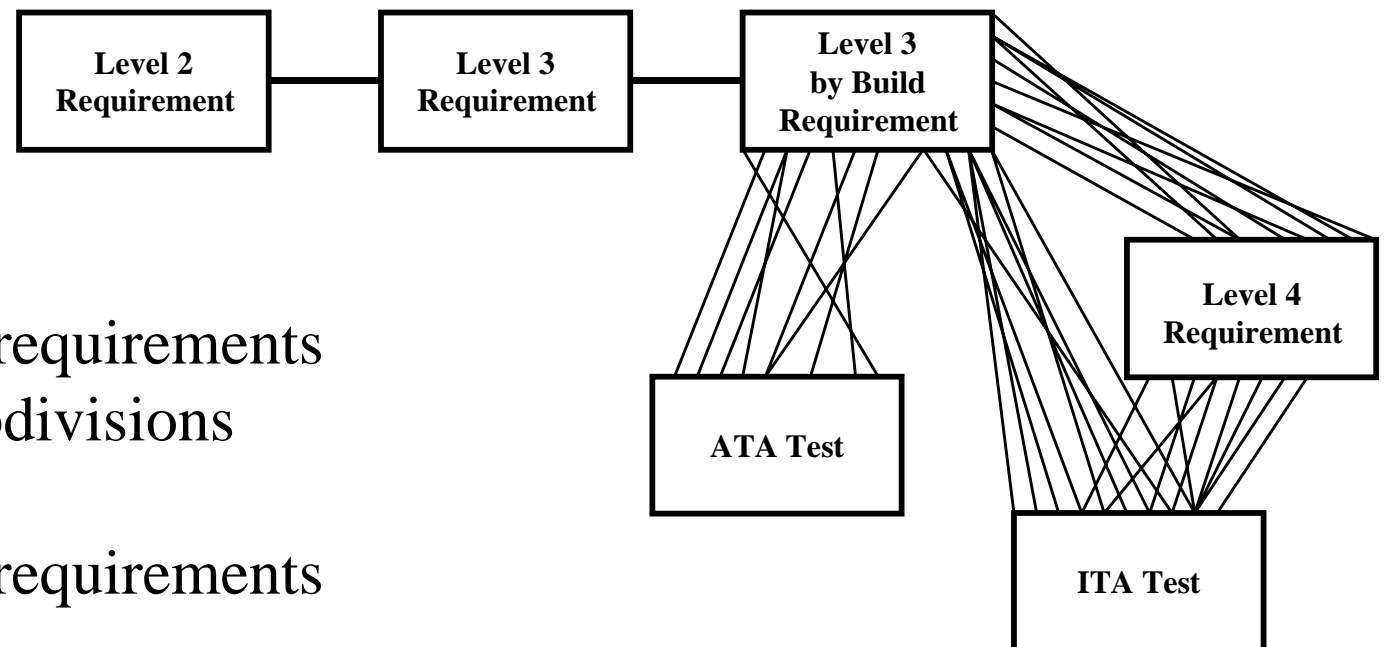 Level 2
Requirement
Level 3
Requirement
Level 3
by Build
Requirement
Level 4
Requirement
requirements
divisions
ATA Test
requirements
ITA Test